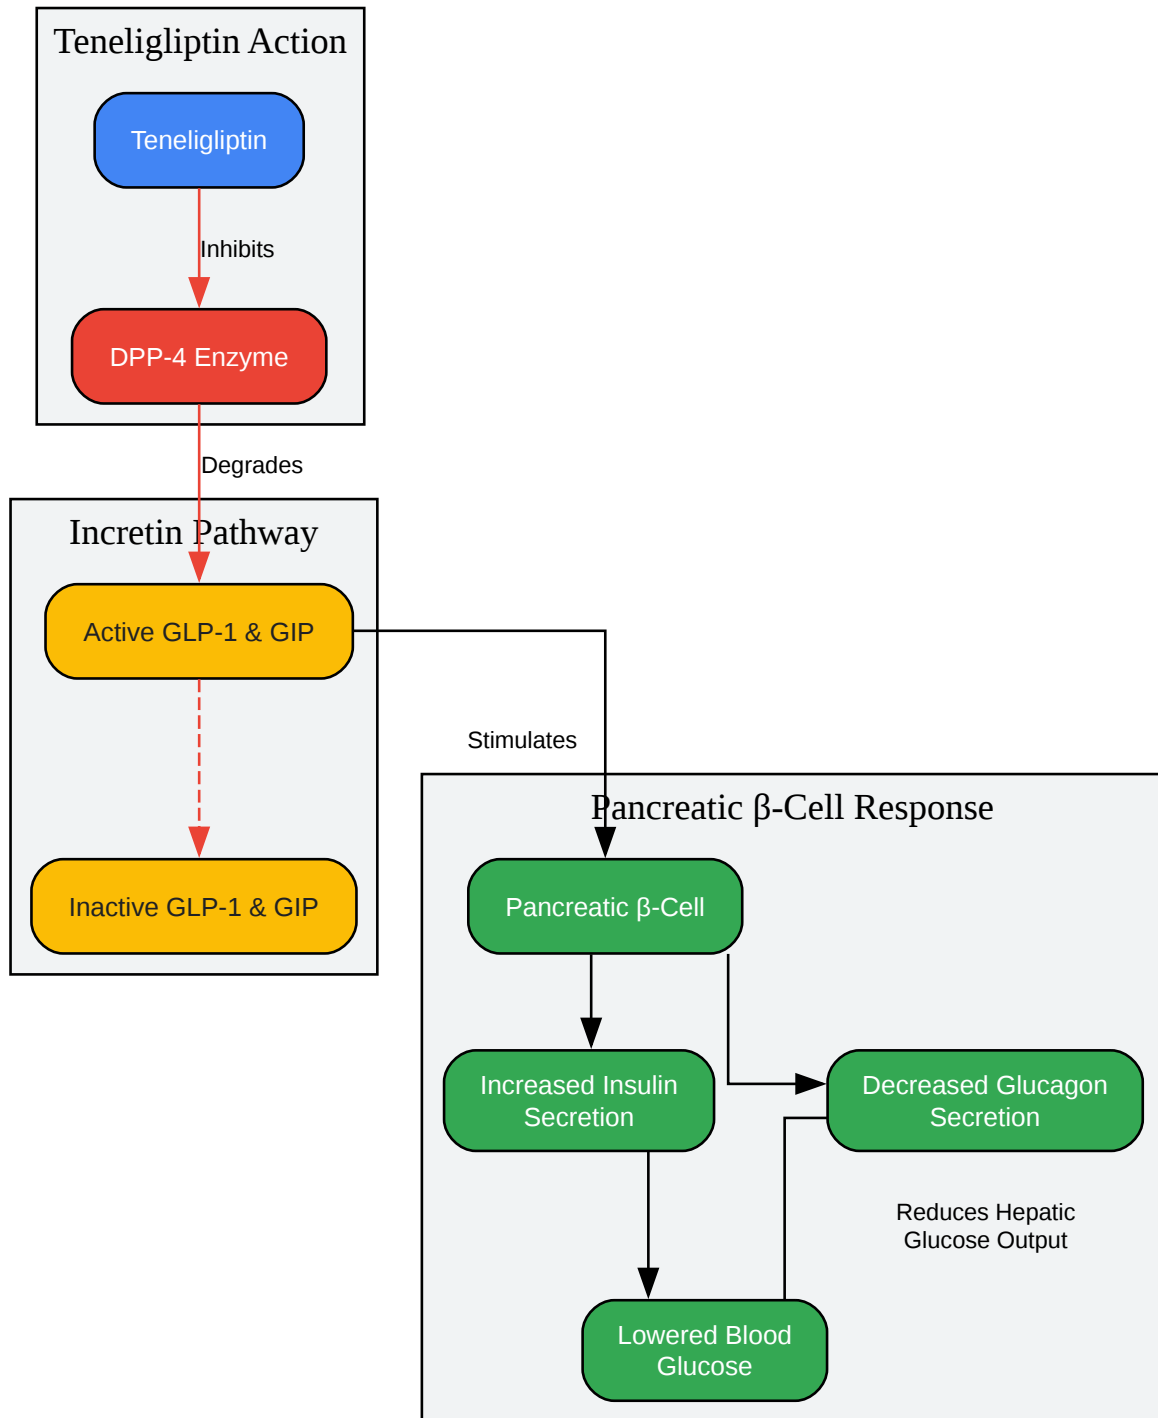 Teneligliptin Action
Teneligliptin
Inhibits
DPP-4 Enzyme
Degrades
Incretin Pathway
Active GLP-1 & GIP
Stimulates
Pancreatic β-Cell Response
Inactive GLP-1 & GIP
Pancreatic β-Cell
Increased Insulin
Secretion
Decreased Glucagon
Secretion
Reduces Hepatic
Glucose Output
Lowered Blood
Glucose